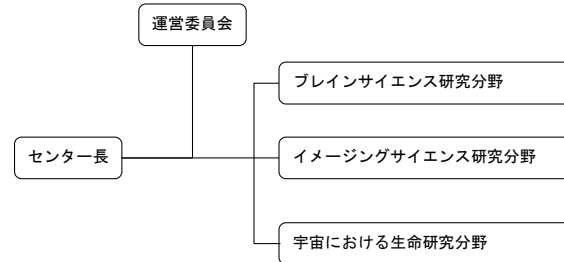 運営委員会
ブレインサイエンス研究分野
センター長
イメージングサイエンス研究分野
宇宙における生命研究分野